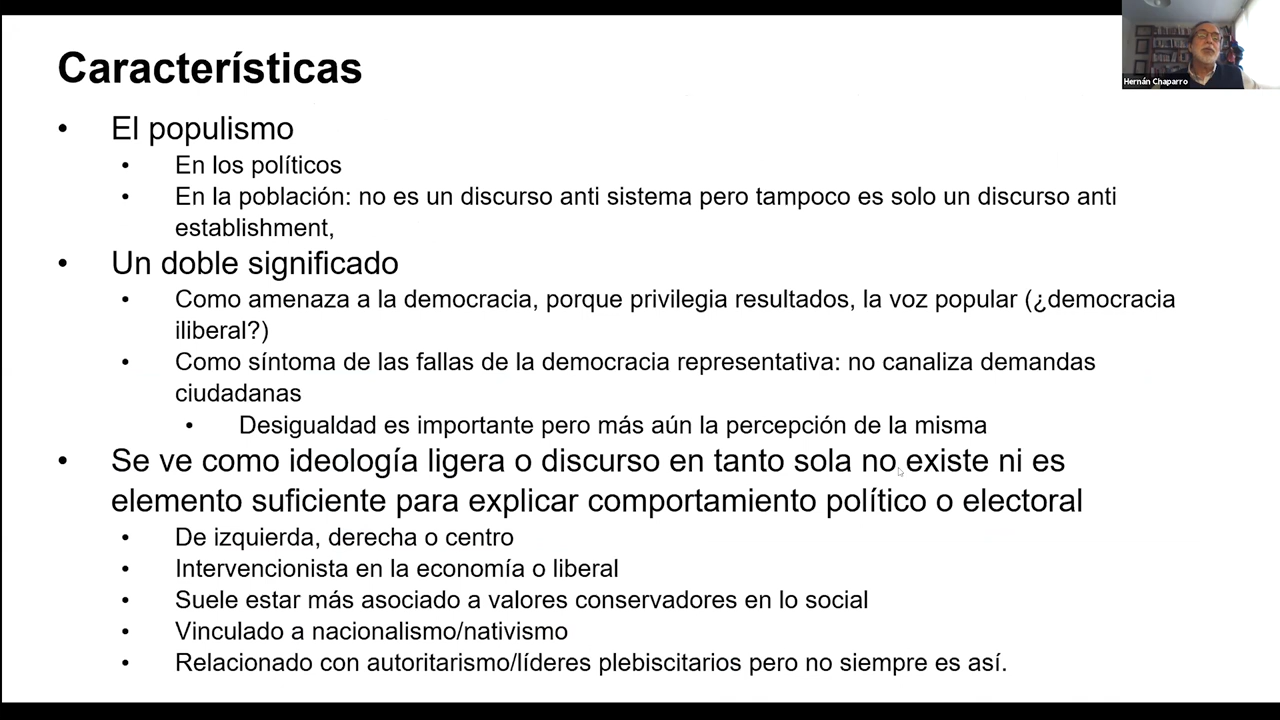 Características
Hernán Chaparro
• El populismo
• En los políticos
• En la población: no es un discurso anti sistema pero tampoco es solo un discurso anti
establishment,
• Un doble significado
• Como amenaza a la democracia, porque privilegia resultados, la voz popular (¿democracia
iliberal?)
• Como síntoma de las fallas de la democracia representativa: no canaliza demandas
ciudadanas
• Desigualdad es importante pero más aún la percepción de la misma
• Se ve como ideología ligera o discurso en tanto sola no existe ni es
elemento suficiente para explicar comportamiento político o electoral
• De izquierda, derecha o centro
• Intervencionista en la economía o liberal
• Suele estar más asociado a valores conservadores en lo social
• Vinculado a nacionalismo/nativismo
• Relacionado con autoritarismo/líderes plebiscitarios pero no siempre es así.